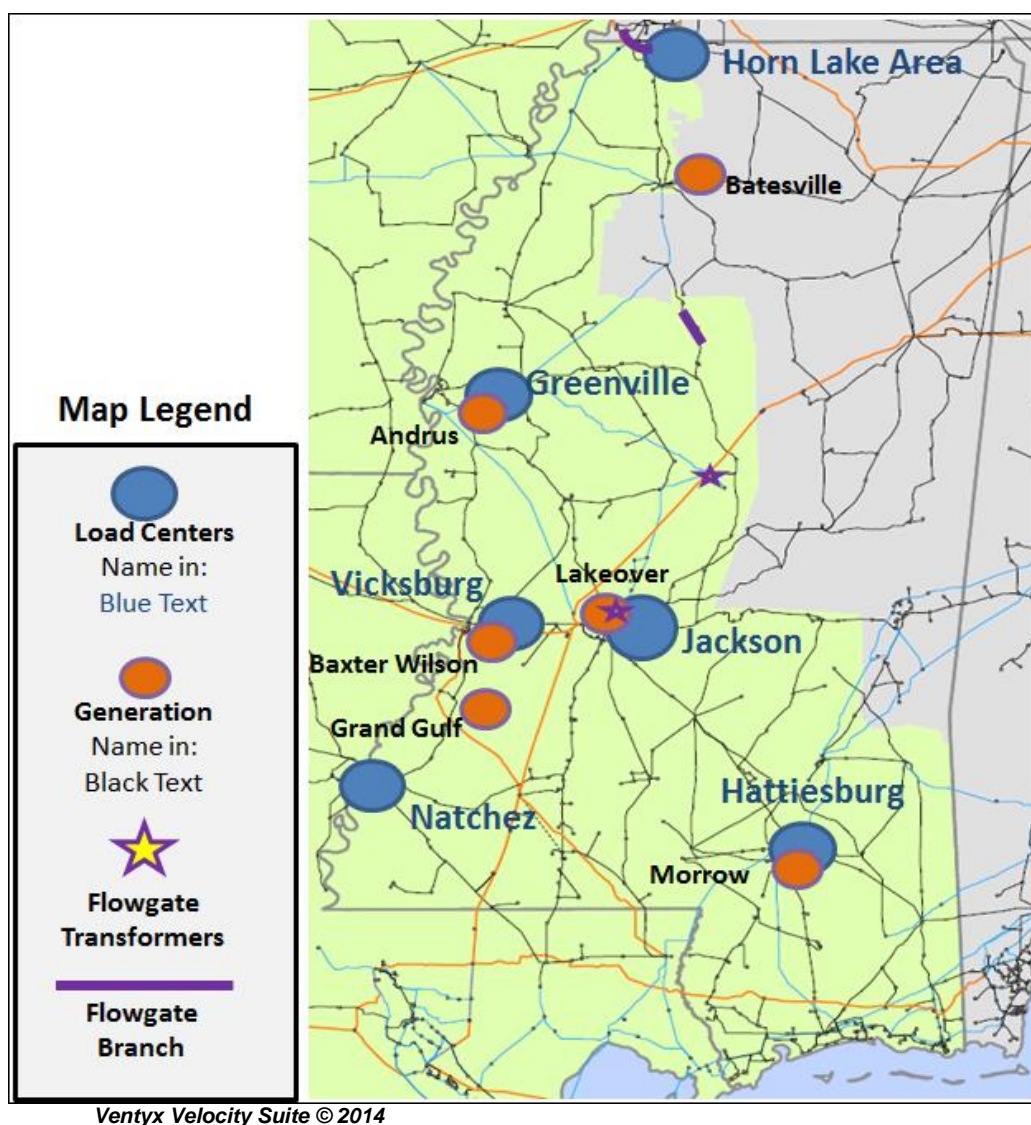 Horn Lake Area
Batesville
Greenville
Andrus
Map Legend
Load Centers
Name in:
Blue Text
Generation
Name in:
Black Text
Flowgate
Transformers
Flowgate
Branch
Vicksburg
Lakeover
Jackson
Baxter Wilson
Grand Gulf
Natchez
Hattiesburg
Morrow
Ventyx Velocity Suite © 2014